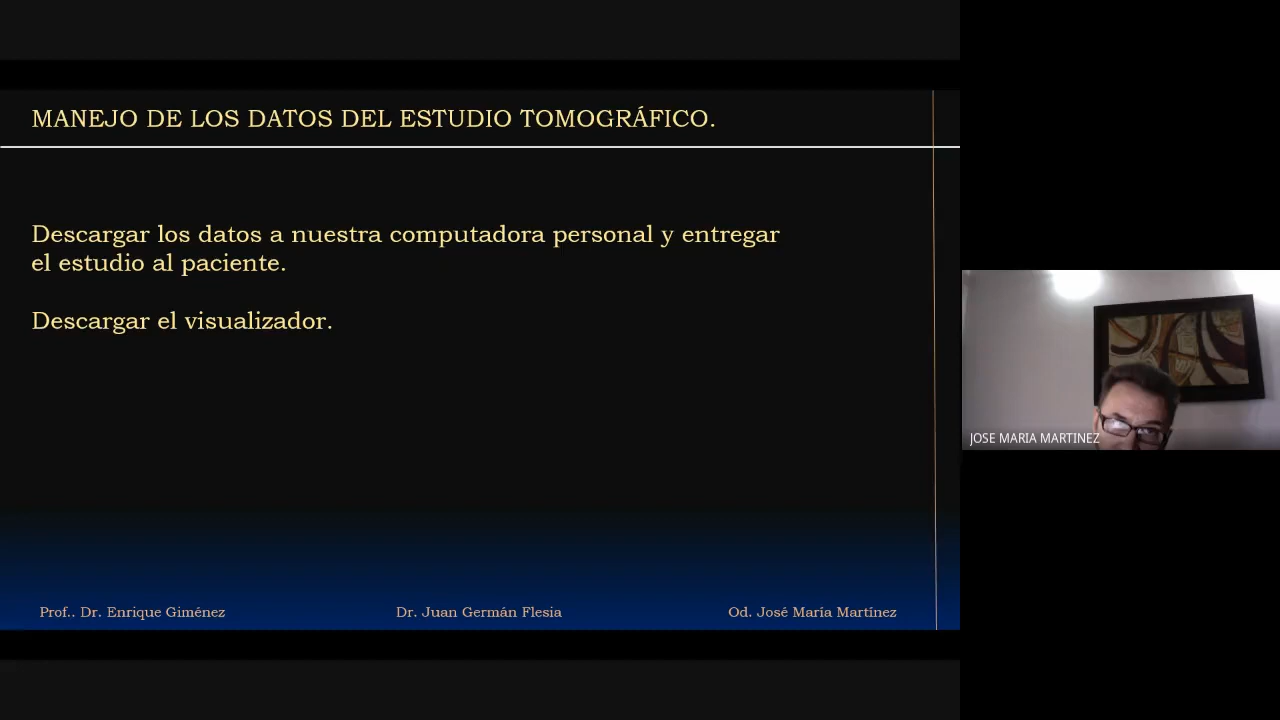 MANEJO DE LOS DATOS DEL ESTUDIO TOMOGRÁFICO.
Descargar los datos a nuestra computadora personal y entregar
el estudio al paciente.
Descargar el visualizador.
JOSE MARIA MARTINEZ
Prof.. Dr. Enrique Giménez
Dr. Juan Germán Flesia
Od. José María Martínez